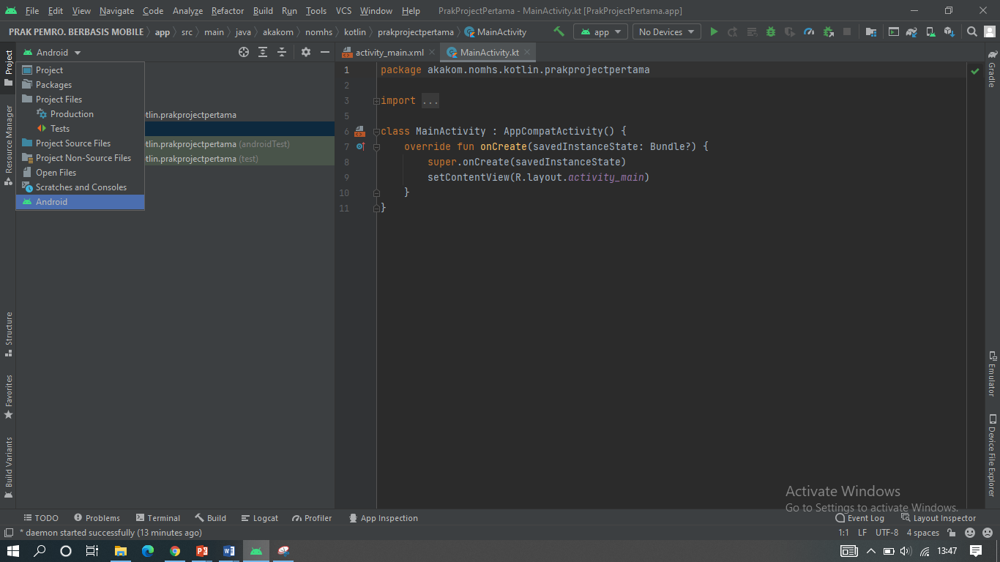 File Edit View Navigate Code Analyze Refactor Build Run Tools VCS Window Help PrakProjectPertama - MainActivity.kt [PrakProjectPertama.app]
PRAK PEMRO. BERBASIS MOBILE app src main java akakom nomhs kotlin prakprojectpertama MainActivity app No Devices
Project
Resource Manager
Structure
Favorites
Build Variants
Android
Project
Packages
Project Files
Production
Tests
Project Source Files
Project Non-Source Files
Open Files
Scratches and Consoles
Android
tlin.prakprojectpertama
tlin.prakprojectpertama (androidTest)
tlin.prakprojectpertama (test)
activity_main.xml MainActivity.kt
1 package akakom.nomhs.kotlin.prakprojectpertama
2
3 import ...
5
6 class MainActivity : AppCompatActivity() {
7 override fun onCreate(savedInstanceState: Bundle?) {
8 super.onCreate(savedInstanceState)
9 setContentView(R.layout.activity_main)
10 }
11 }
Gradle
Emulator
Device File Explorer
Activate Windows
Go to Settings to activate Windows.
TODO Problems Terminal Build Logcat Profiler App Inspection Event Log Layout Inspector
* daemon started successfully (13 minutes ago) 1:1 LF UTF-8 4 spaces
13:47